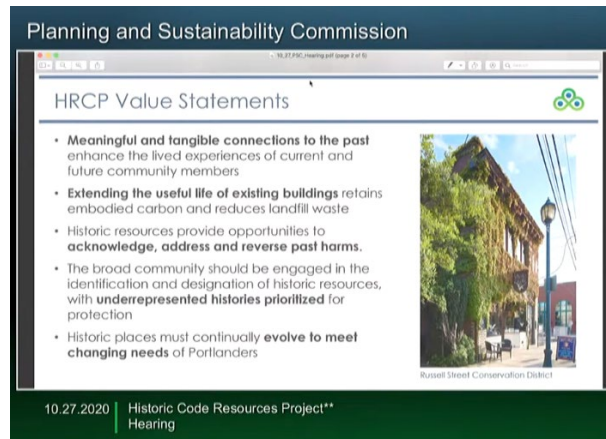 Planning and Sustainability Commission
10_27_PSC_Hearing.pdf (page 2 of 5)
Search
HRCP Value Statements
• Meaningful and tangible connections to the past
enhance the lived experiences of current and
future community members
• Extending the useful life of existing buildings retains
embodied carbon and reduces landfill waste
• Historic resources provide opportunities to
acknowledge, address and reverse past harms.
• The broad community should be engaged in the
identification and designation of historic resources,
with underrepresented histories prioritized for
protection
• Historic places must continually evolve to meet
changing needs of Portlanders
Russell Street Conservation District
10.27.2020
Historic Code Resources Project**
Hearing